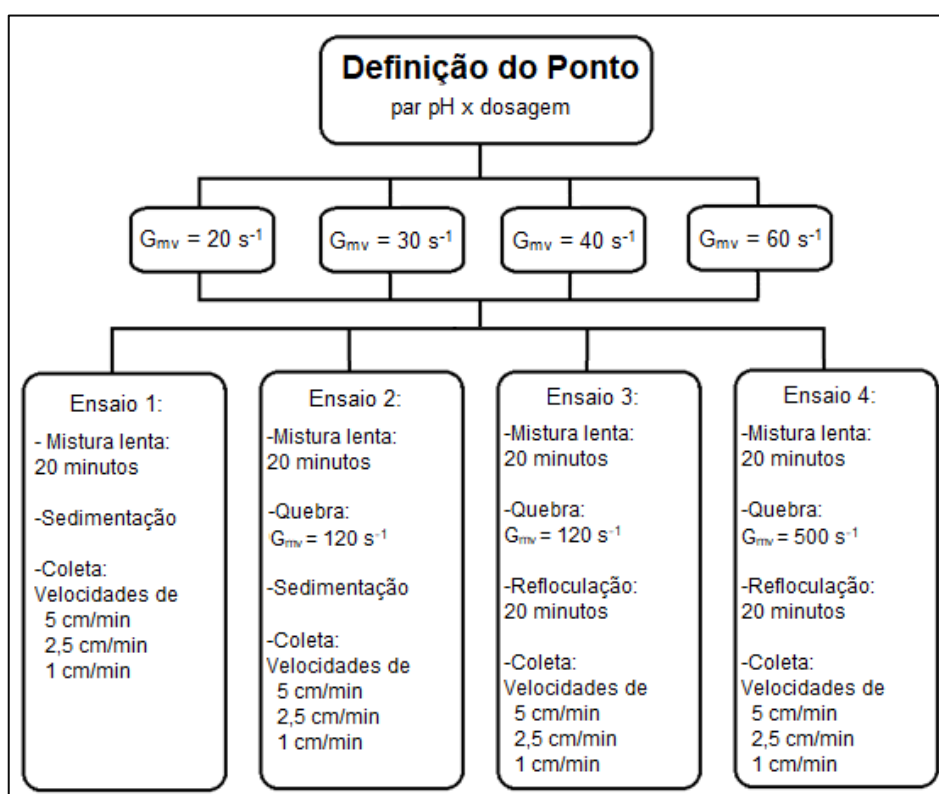 Definição do Ponto
par pH x dosagem
Gmv = 20 s⁻¹
Gmv = 30 s⁻¹
Gmv = 40 s⁻¹
Gmv = 60 s⁻¹
Ensaio 1:
- Mistura lenta:
20 minutos
-Sedimentação
-Coleta:
Velocidades de
5 cm/min
2,5 cm/min
1 cm/min
Ensaio 2:
-Mistura lenta:
20 minutos
-Quebra:
Gmv = 120 s⁻¹
-Sedimentação
-Coleta:
Velocidades de
5 cm/min
2,5 cm/min
1 cm/min
Ensaio 3:
-Mistura lenta:
20 minutos
-Quebra:
Gmv = 120 s⁻¹
-Refloculação:
20 minutos
-Coleta:
Velocidades de
5 cm/min
2,5 cm/min
1 cm/min
Ensaio 4:
-Mistura lenta:
20 minutos
-Quebra:
Gmv = 500 s⁻¹
-Refloculação:
20 minutos
-Coleta:
Velocidades de
5 cm/min
2,5 cm/min
1 cm/min